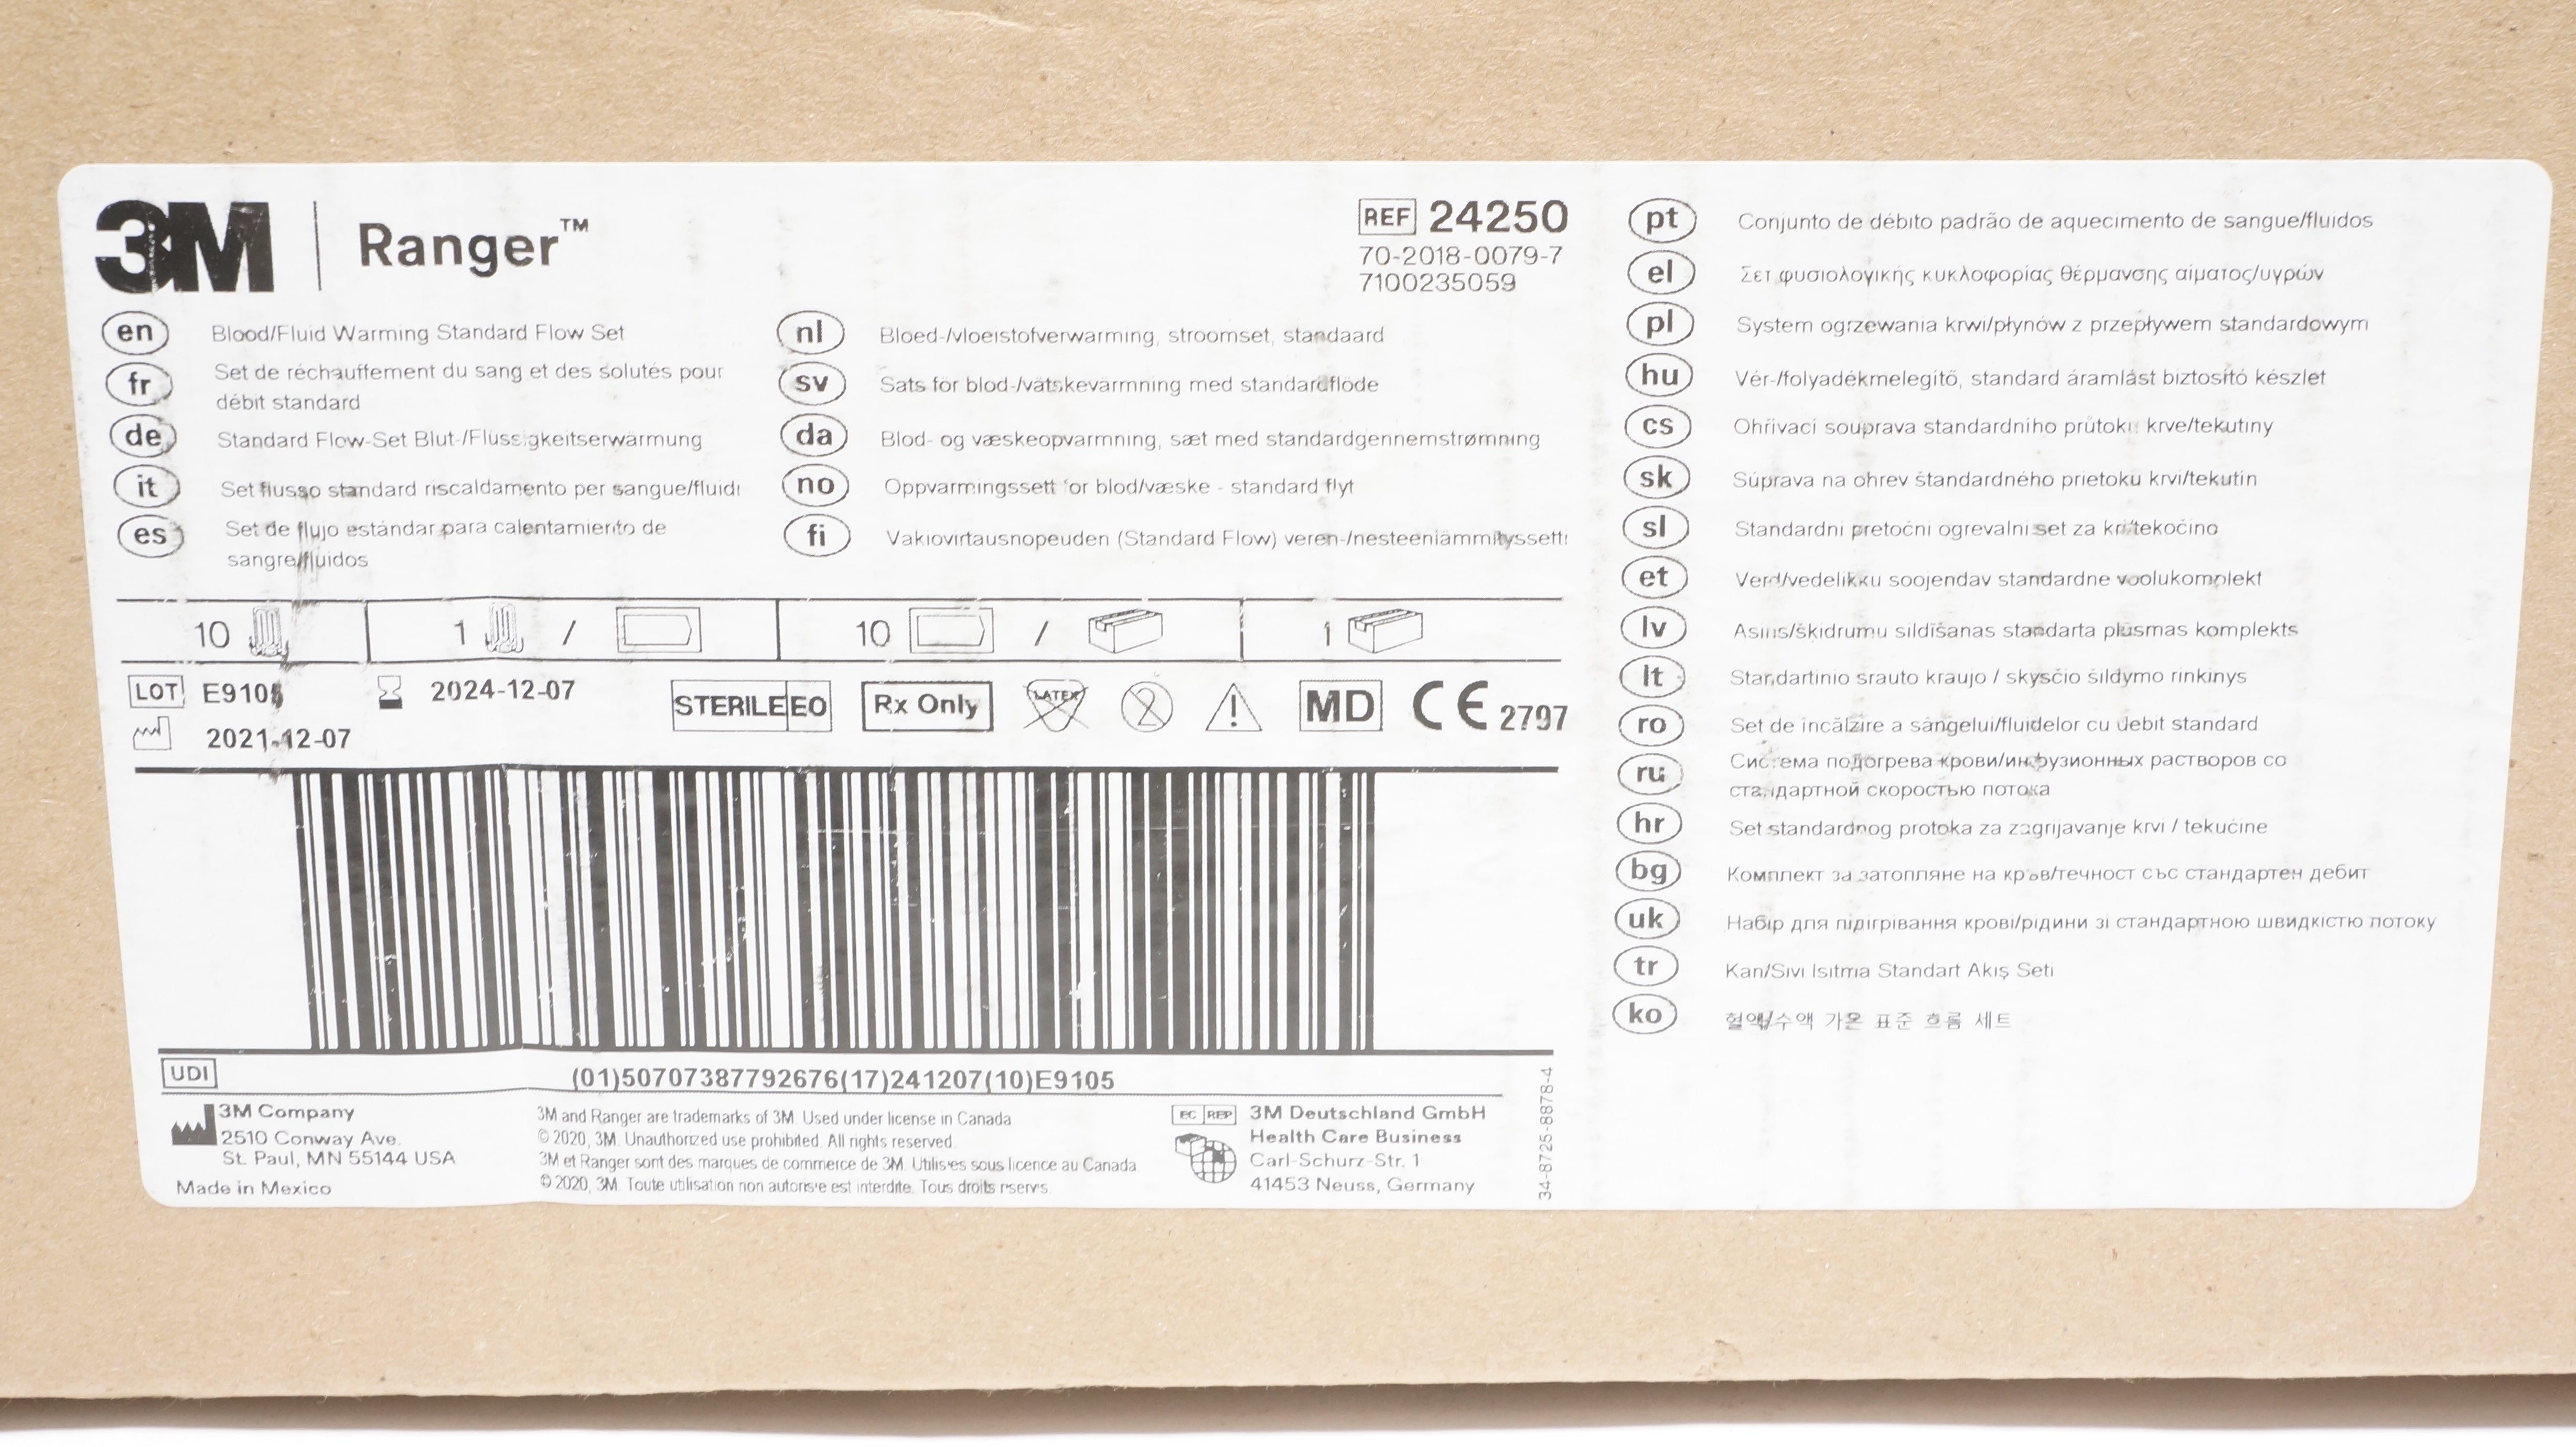 3M | Ranger™
REF 24250
70-2018-0079-7
7100235059
en Blood/Fluid Warming Standard Flow Set
fr Set de réchauffement du sang et des solutés pour
débit standard
de Standard Flow-Set Blut-/Flüssigkeitserwärmung
it Set flusso standard riscaldamento per sangue/fluidi
es Set de flujo estándar para calentamiento de
sangre/fluidos
nl Bloed-/vloeistofverwarming, stroomset, standaard
sv Sats för blod-/vätskevärmning med standardflöde
da Blod- og væskeopvarmning, sæt med standardgennemstrømning
no Oppvarmingssett for blod/væske - standard flyt
fi Vakiovirtausnopeuden (Standard Flow) veren-/nesteenlämmityssetti
10
1 /
10 /
1
LOT E9105
2024-12-07
2021-12-07
STERILE EO
Rx Only
LATEX
2
MD
CE 2797
UDI
(01)50707387792676(17)241207(10)E9105
3M Company
2510 Conway Ave.
St. Paul, MN 55144 USA
Made in Mexico
3M and Ranger are trademarks of 3M. Used under license in Canada
© 2020, 3M. Unauthorized use prohibited. All rights reserved.
3M et Ranger sont des marques de commerce de 3M. Utilisés sous licence au Canada
© 2020, 3M. Toute utilisation non autorisée est interdite. Tous droits réservés.
EC REP 3M Deutschland GmbH
Health Care Business
Carl-Schurz-Str. 1
41453 Neuss, Germany
34-8725-8878-4
pt Conjunto de débito padrão de aquecimento de sangue/fluidos
el Σετ φυσιολογικής κυκλοφορίας θέρμανσης αίματος/υγρών
pl System ogrzewania krwi/płynów z przepływem standardowym
hu Vér-/folyadékmelegítő, standard áramlást biztosító készlet
cs Ohřívací souprava standardního průtoku krve/tekutiny
sk Súprava na ohrev štandardného prietoku krvi/tekutín
sl Standardni pretočni ogrevalni set za kri/tekočino
et Vere/vedelikku soojendav standardne voolukomplekt
lv Asins/šķidrumu sildīšanas standarta plūsmas komplekts
lt Standartinio srauto kraujo / skysčio šildymo rinkinys
ro Set de încălzire a sângelui/fluidelor cu debit standard
ru Система подогрева крови/инфузионных растворов со
стандартной скоростью потока
hr Set standardnog protoka za zagrijavanje krvi / tekućine
bg Комплект за затопляне на кръв/течност със стандартен дебит
uk Набір для підігрівання крові/рідини зі стандартною швидкістю потоку
tr Kan/Sıvı Isıtma Standart Akış Seti
ko 혈액/수액 가온 표준 흐름 세트